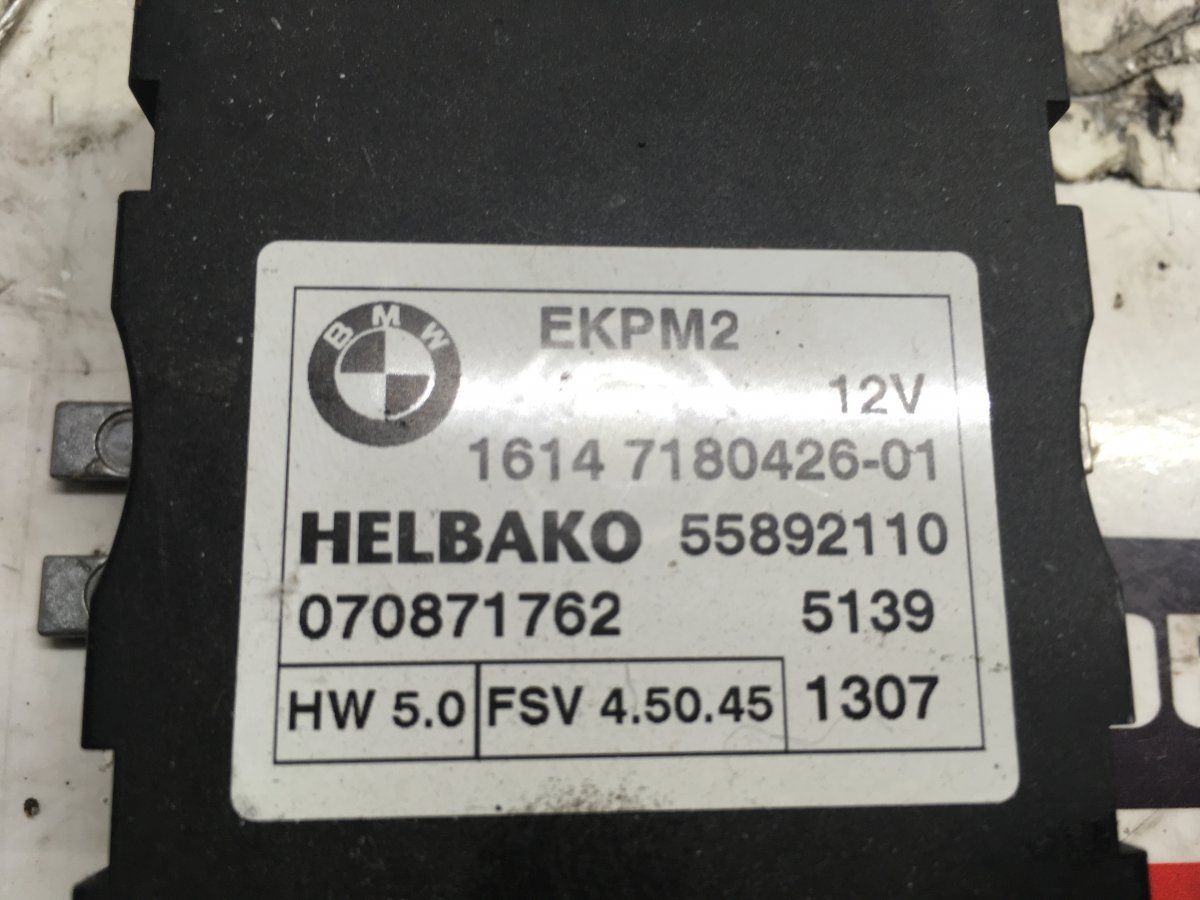 BMW
EKPM2
12V
1614 7180426-01
HELBAKO 55892110
070871762 5139
HW 5.0 FSV 4.50.45 1307